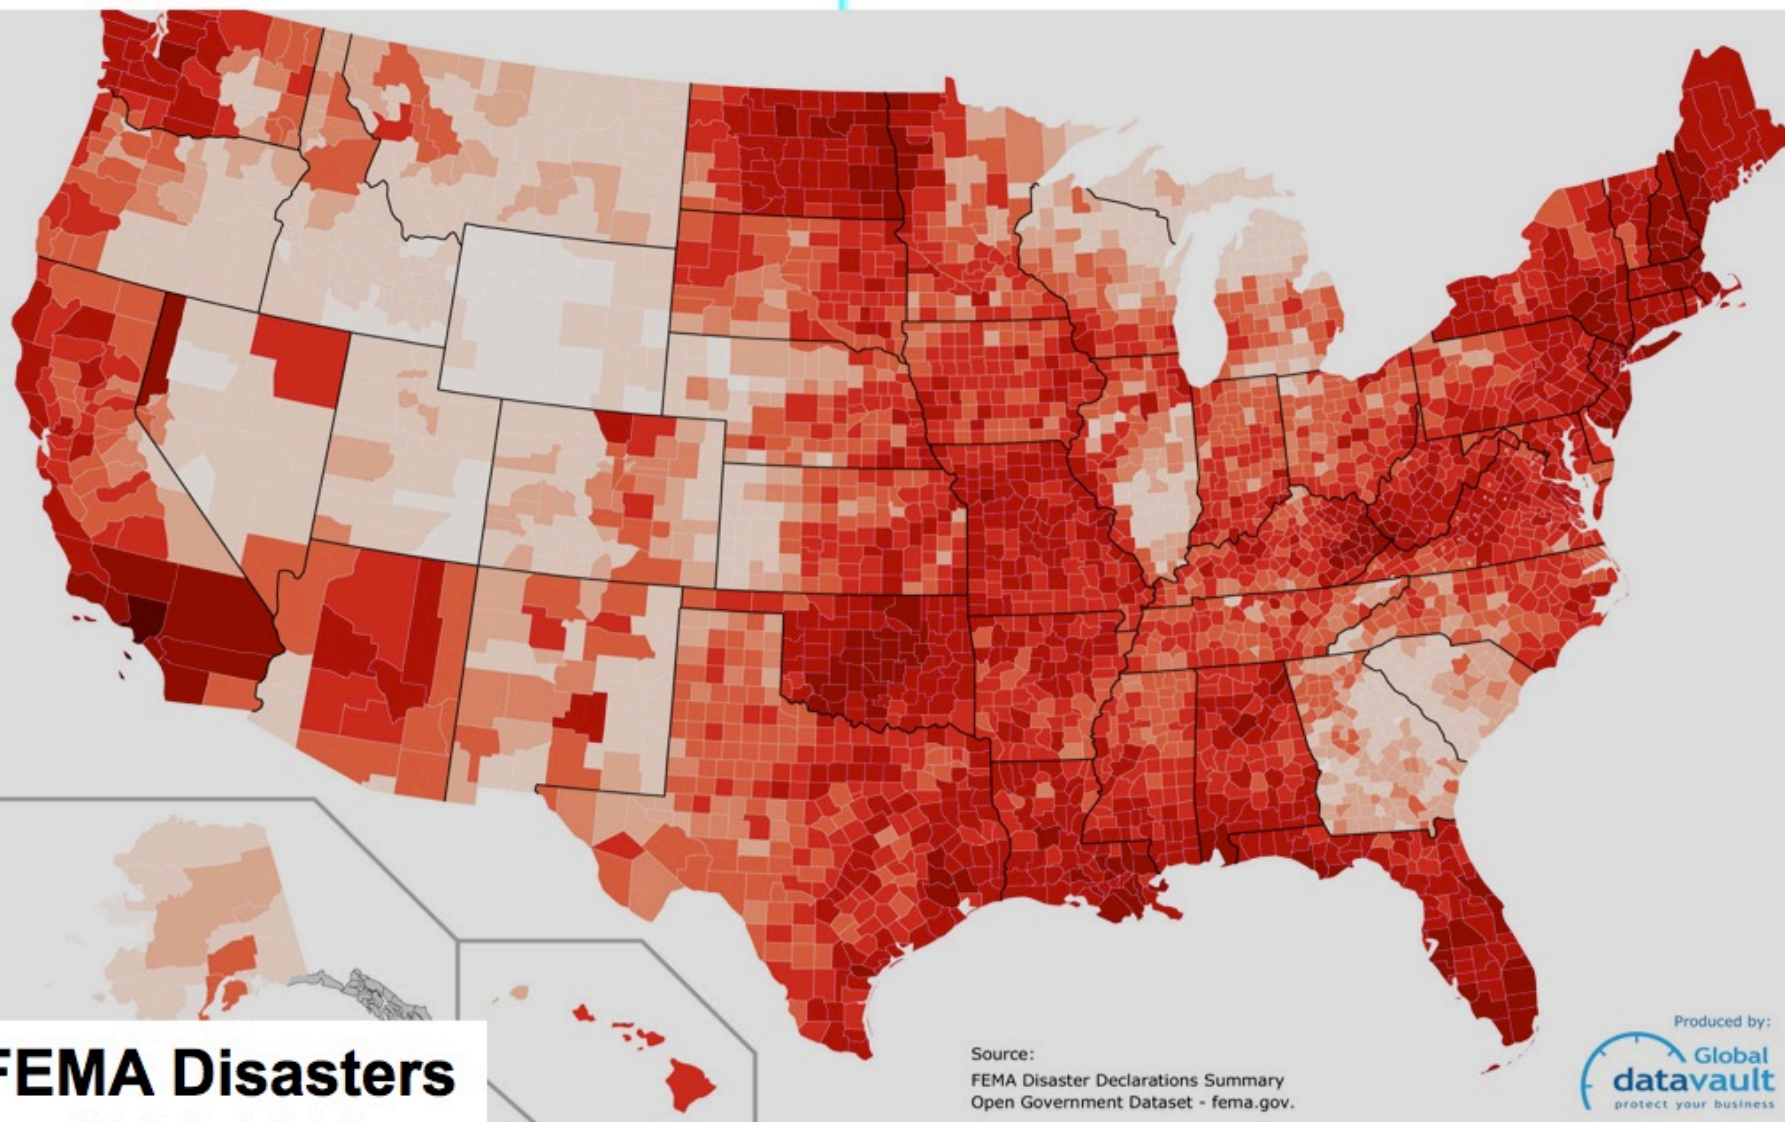 FEMA Disasters
Source:
FEMA Disaster Declarations Summary
Open Government Dataset - fema.gov.
Produced by:
Global
datavault
protect your business